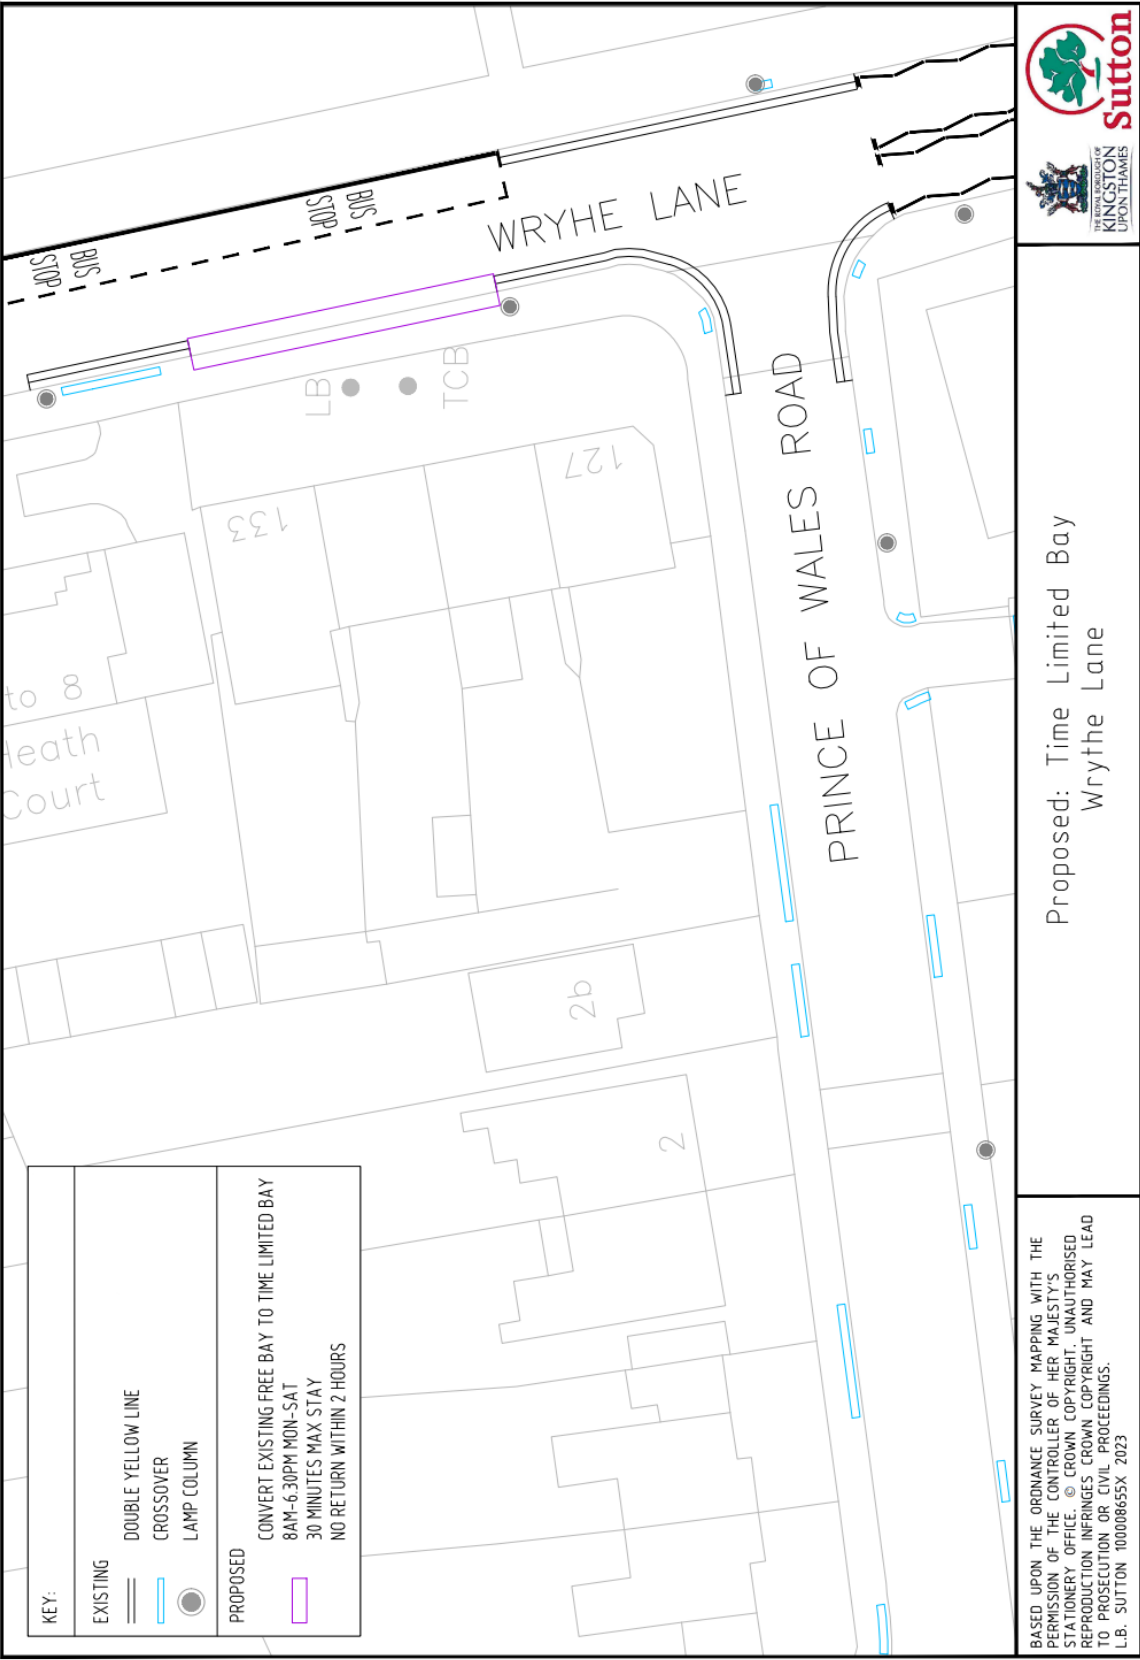 BUS
STOP
BUS
STOP
WRYHE LANE
LB
TCB
127
133
to 8
Heath
Court
PRINCE OF WALES ROAD
2b
2
KEY:
EXISTING
DOUBLE YELLOW LINE
CROSSOVER
LAMP COLUMN
PROPOSED
CONVERT EXISTING FREE BAY TO TIME LIMITED BAY
8AM-6.30PM MON-SAT
30 MINUTES MAX STAY
NO RETURN WITHIN 2 HOURS
BASED UPON THE ORDNANCE SURVEY MAPPING WITH THE
PERMISSION OF THE CONTROLLER OF HER MAJESTY'S
STATIONERY OFFICE. © CROWN COPYRIGHT. UNAUTHORISED
REPRODUCTION INFRINGES CROWN COPYRIGHT AND MAY LEAD
TO PROSECUTION OR CIVIL PROCEEDINGS.
L.B. SUTTON 100008655X 2023
Proposed: Time Limited Bay
Wrythe Lane
THE ROYAL BOROUGH OF
KINGSTON
UPON THAMES
Sutton